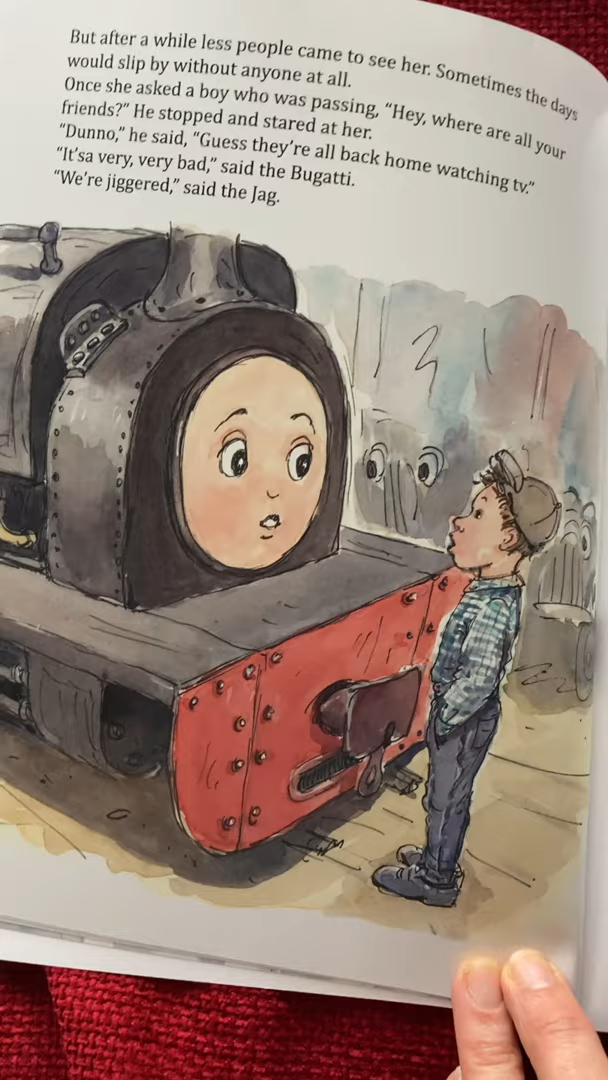 But after a while less people came to see her. Sometimes the days
would slip by without anyone at all.
Once she asked a boy who was passing, “Hey, where are all your
friends?” He stopped and stared at her.
“Dunno,” he said, “Guess they’re all back home watching tv.”
“It’sa very, very bad,” said the Bugatti.
“We’re jiggered,” said the Jag.